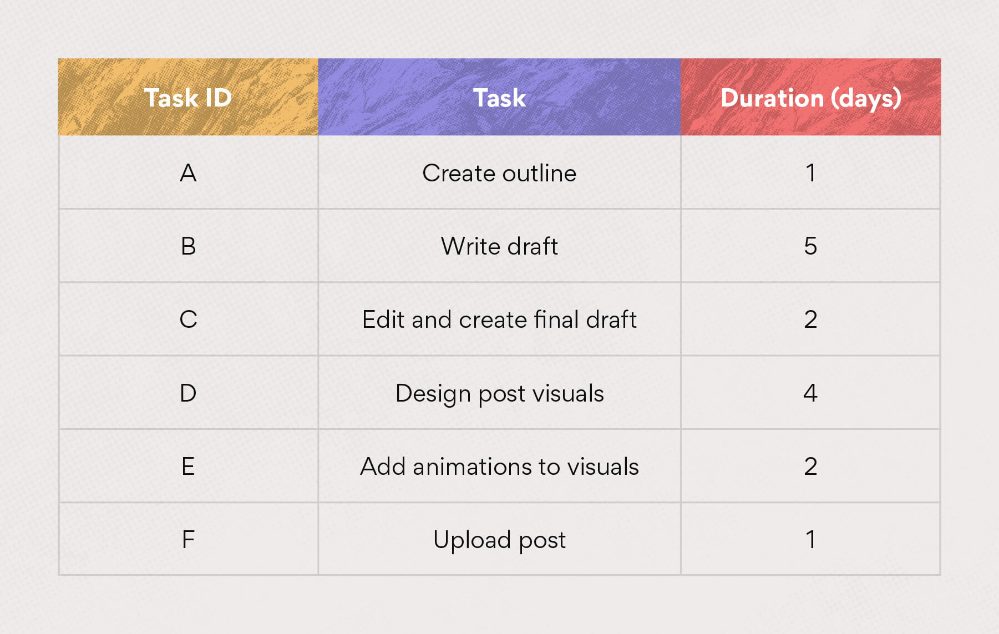 Task ID Task Duration (days)
A Create outline 1
B Write draft 5
C Edit and create final draft 2
D Design post visuals 4
E Add animations to visuals 2
F Upload post 1